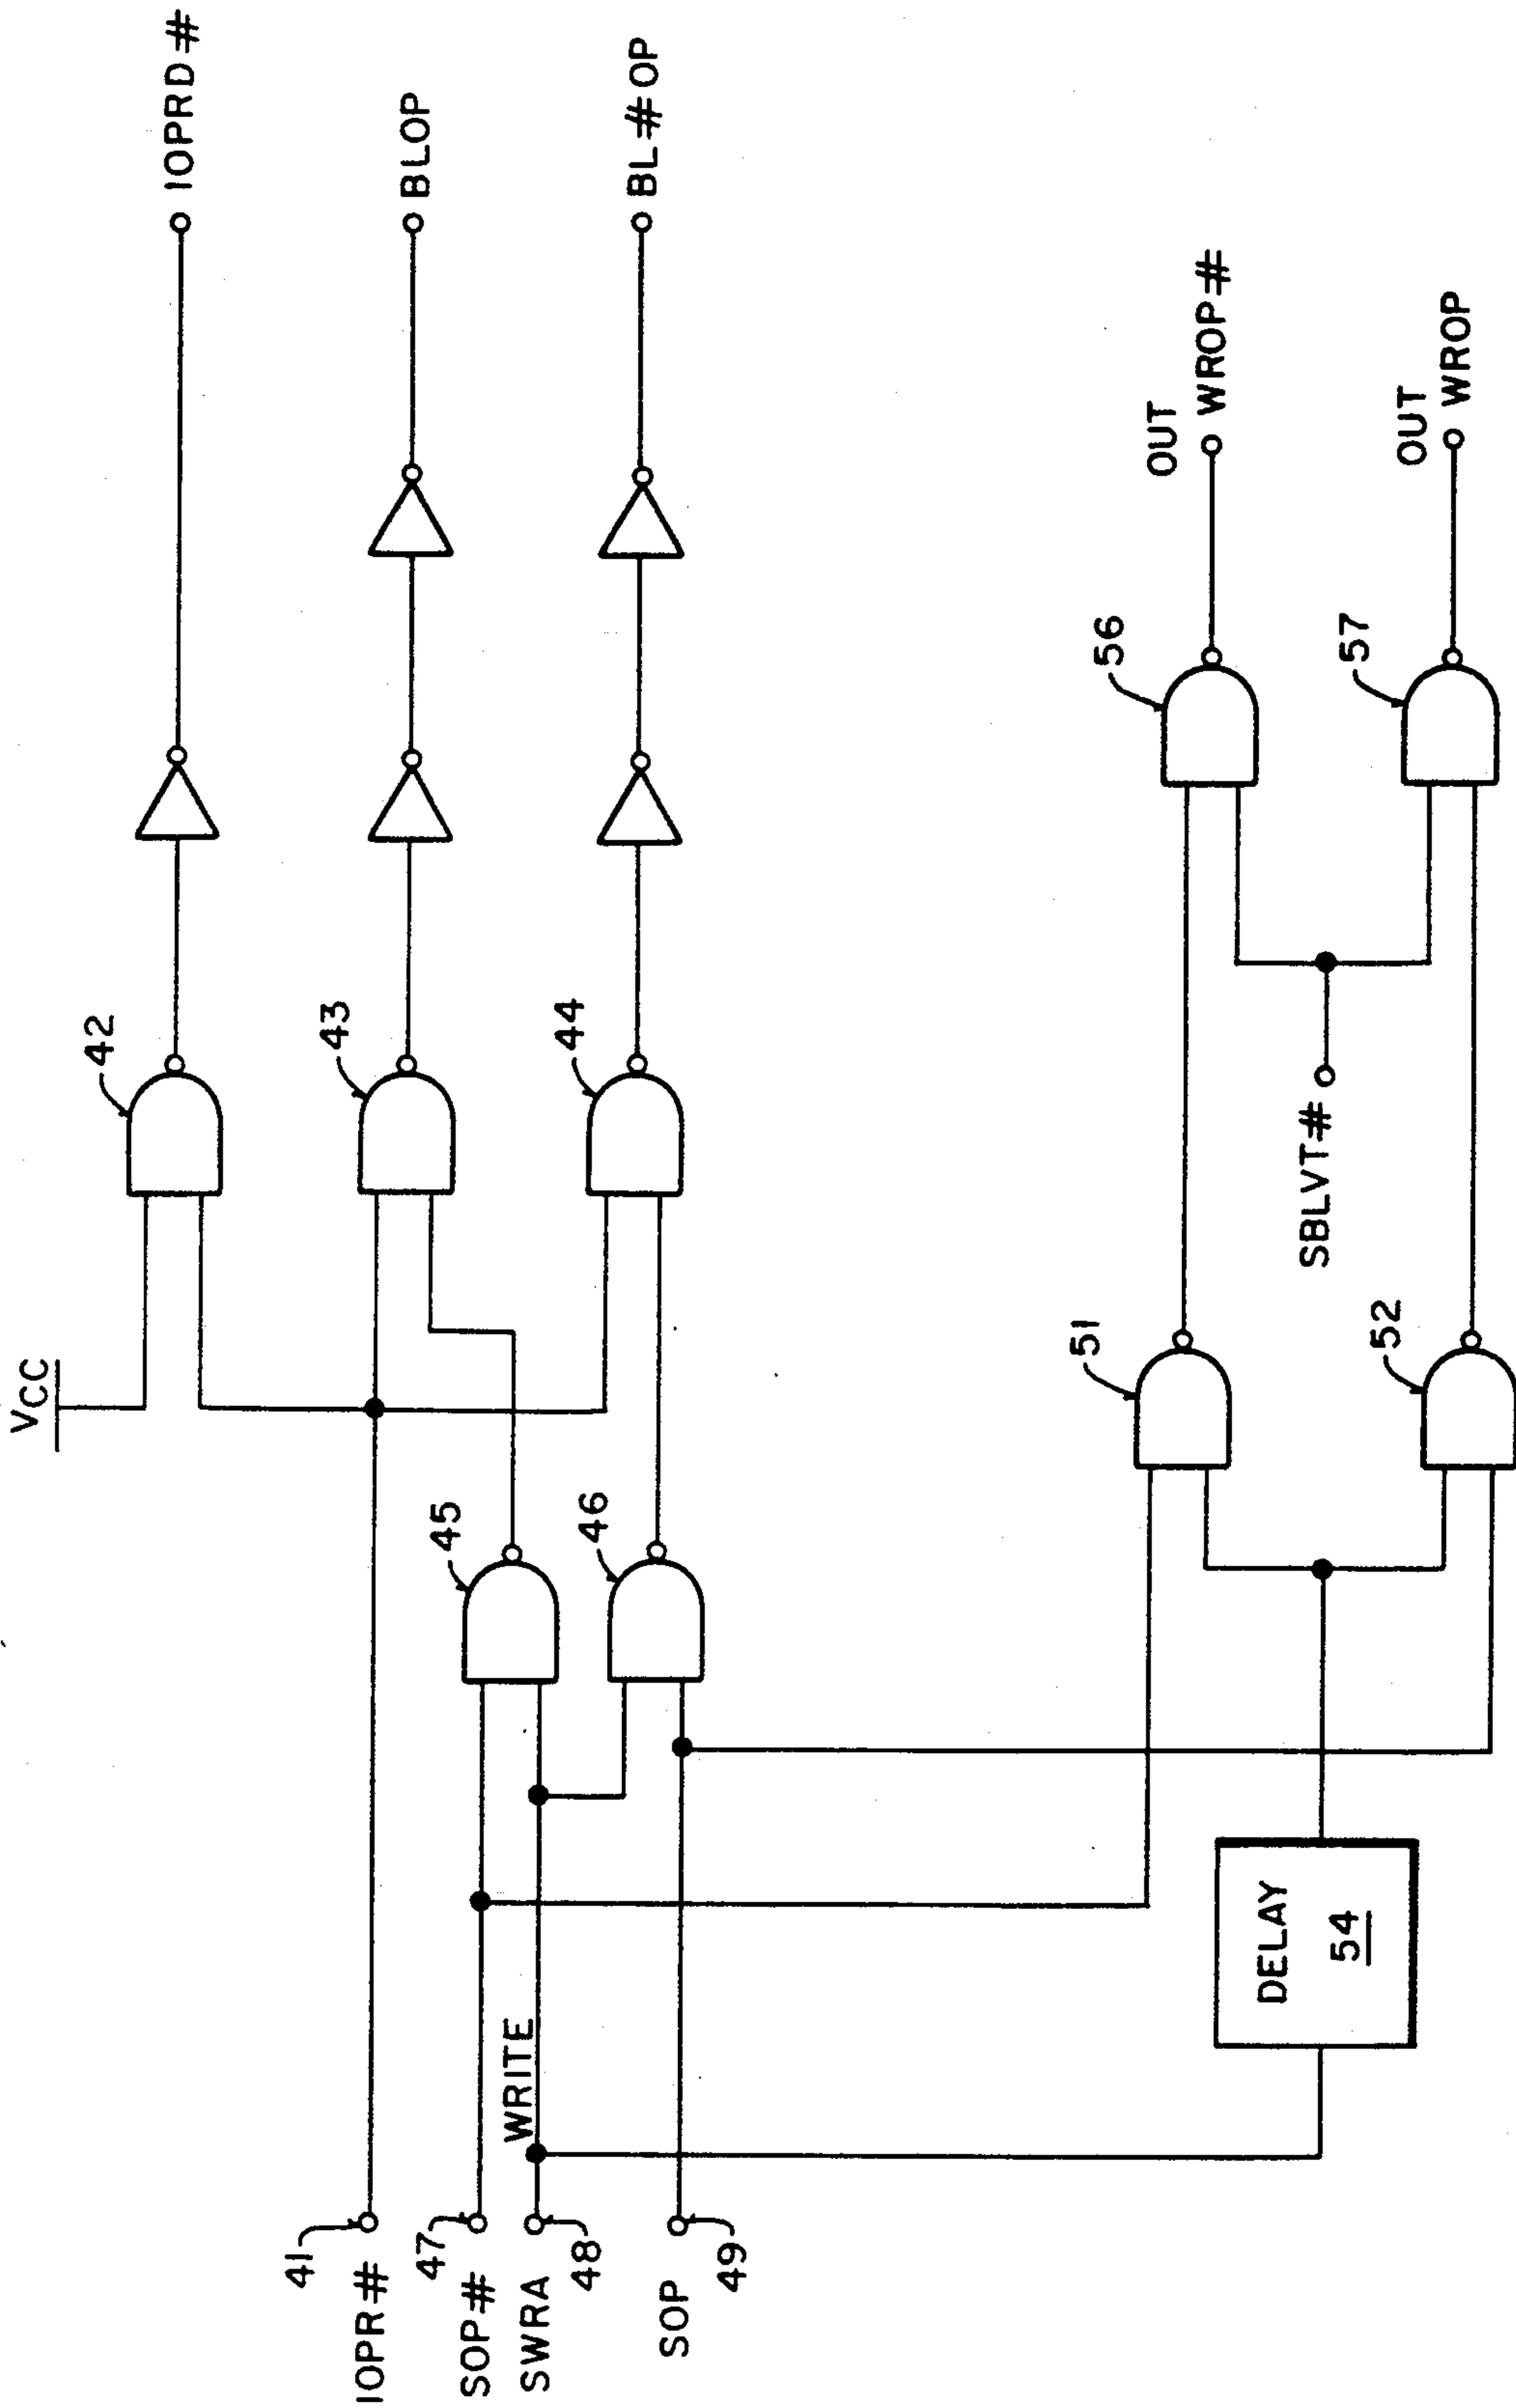 VCC
42
IOPRD#
43
BLOP
44
BL#OP
45
46
41
IOPR#
47
SOP#
WRITE
SWRA
48
SOP
49
51
56
OUT
WROP#
SBLVT#
DELAY
54
52
57
OUT
WROP